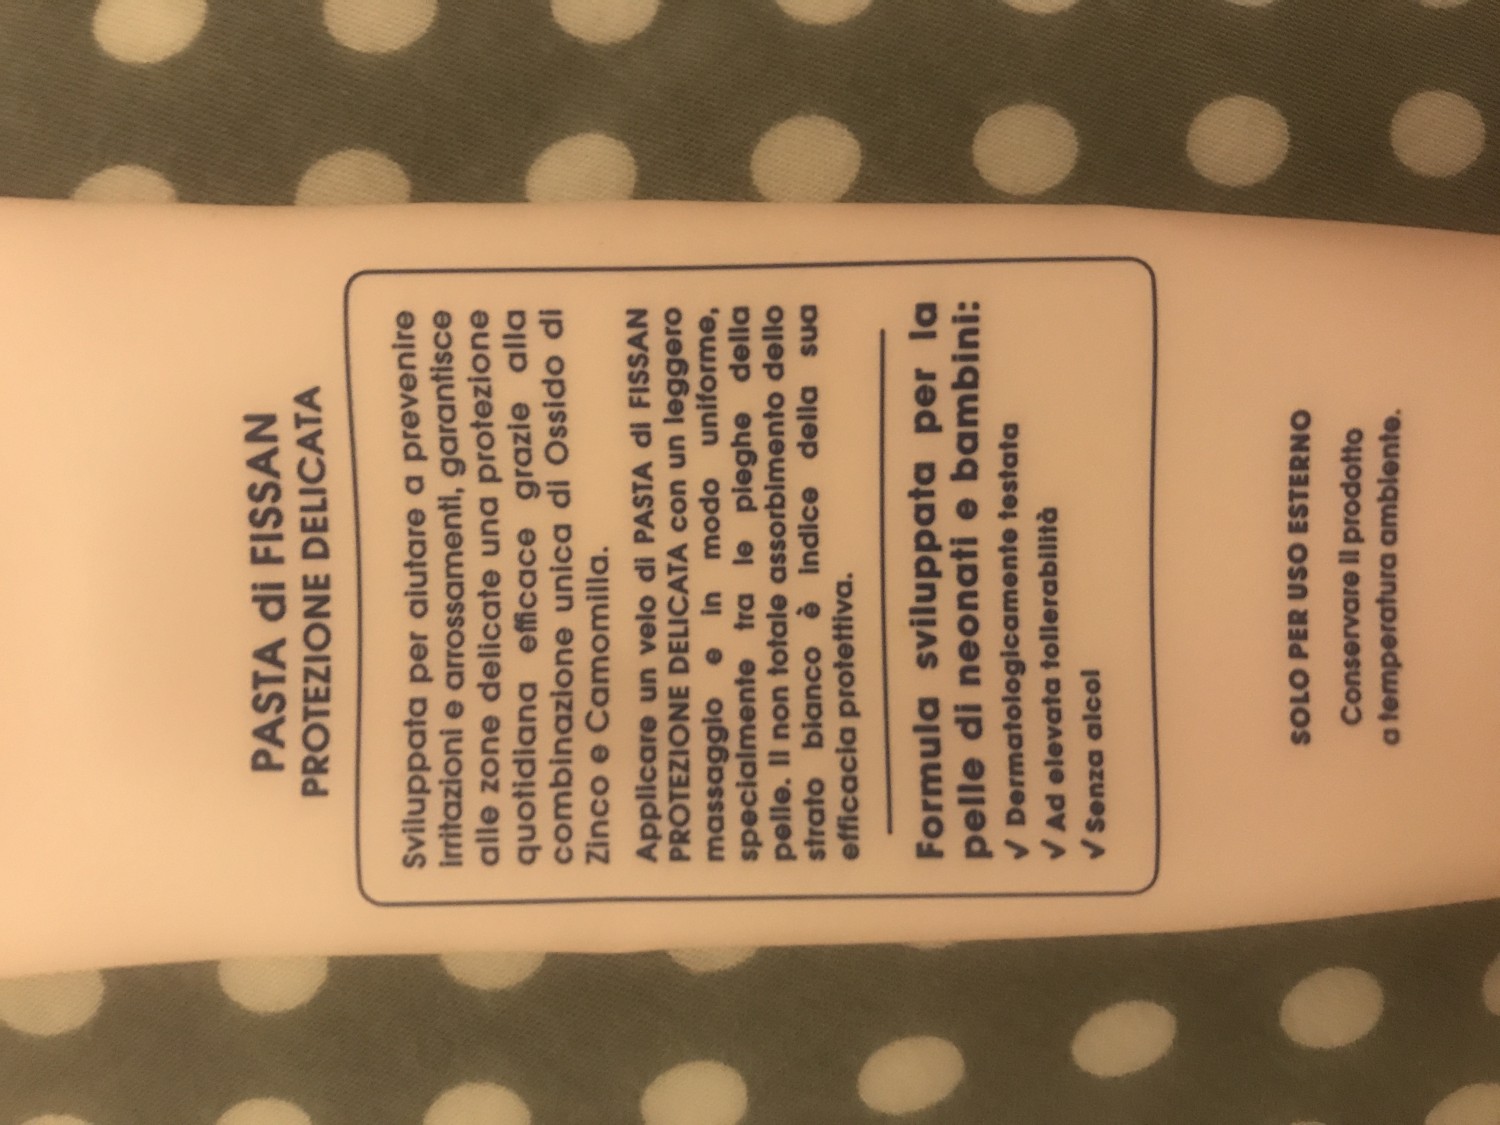 PASTA di FISSAN
PROTEZIONE DELICATA
Sviluppata per aiutare a prevenire
irritazioni e arrossamenti, garantisce
alle zone delicate una protezione
quotidiana efficace grazie alla
combinazione unica di Ossido di
Zinco e Camomilla.
Applicare un velo di PASTA di FISSAN
PROTEZIONE DELICATA con un leggero
massaggio e in modo uniforme,
specialmente tra le pieghe della
pelle. Il non totale assorbimento dello
strato bianco è indice della sua
efficacia protettiva.
Formula sviluppata per la
pelle di neonati e bambini:
✓ Dermatologicamente testata
✓ Ad elevata tollerabilità
✓ Senza alcol
SOLO PER USO ESTERNO
Conservare il prodotto
a temperatura ambiente.